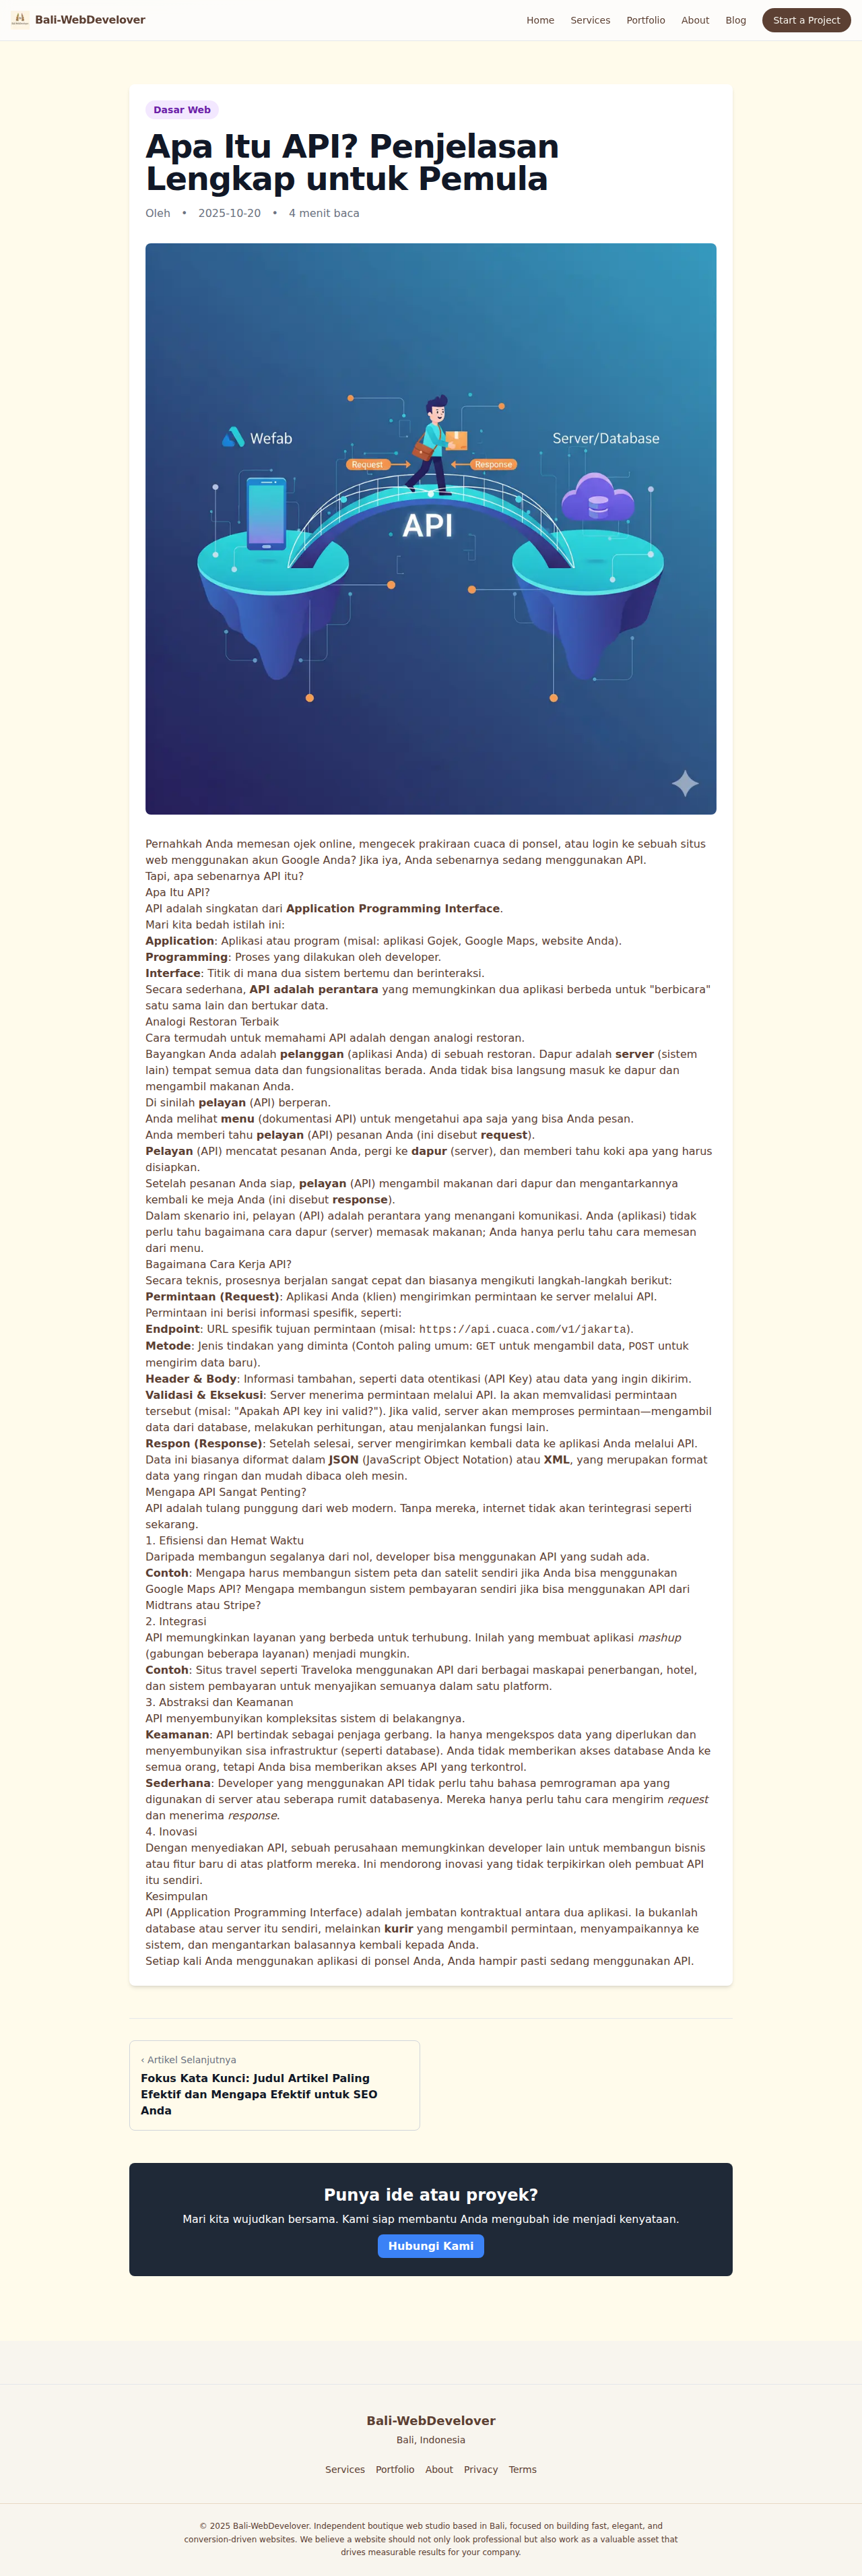 Bali-WebDevelover
Home Services Portfolio About Blog Start a Project
Dasar Web
Apa Itu API? Penjelasan
Lengkap untuk Pemula
Oleh • 2025-10-20 • 4 menit baca
Wefab
Server/Database
Request
Response
API
Pernahkah Anda memesan ojek online, mengecek prakiraan cuaca di ponsel, atau login ke sebuah situs
web menggunakan akun Google Anda? Jika iya, Anda sebenarnya sedang menggunakan API.
Tapi, apa sebenarnya API itu?
Apa Itu API?
API adalah singkatan dari Application Programming Interface.
Mari kita bedah istilah ini:
Application: Aplikasi atau program (misal: aplikasi Gojek, Google Maps, website Anda).
Programming: Proses yang dilakukan oleh developer.
Interface: Titik di mana dua sistem bertemu dan berinteraksi.
Secara sederhana, API adalah perantara yang memungkinkan dua aplikasi berbeda untuk "berbicara"
satu sama lain dan bertukar data.
Analogi Restoran Terbaik
Cara termudah untuk memahami API adalah dengan analogi restoran.
Bayangkan Anda adalah pelanggan (aplikasi Anda) di sebuah restoran. Dapur adalah server (sistem
lain) tempat semua data dan fungsionalitas berada. Anda tidak bisa langsung masuk ke dapur dan
mengambil makanan Anda.
Di sinilah pelayan (API) berperan.
Anda melihat menu (dokumentasi API) untuk mengetahui apa saja yang bisa Anda pesan.
Anda memberi tahu pelayan (API) pesanan Anda (ini disebut request).
Pelayan (API) mencatat pesanan Anda, pergi ke dapur (server), dan memberi tahu koki apa yang harus
disiapkan.
Setelah pesanan Anda siap, pelayan (API) mengambil makanan dari dapur dan mengantarkannya
kembali ke meja Anda (ini disebut response).
Dalam skenario ini, pelayan (API) adalah perantara yang menangani komunikasi. Anda (aplikasi) tidak
perlu tahu bagaimana cara dapur (server) memasak makanan; Anda hanya perlu tahu cara memesan
dari menu.
Bagaimana Cara Kerja API?
Secara teknis, prosesnya berjalan sangat cepat dan biasanya mengikuti langkah-langkah berikut:
Permintaan (Request): Aplikasi Anda (klien) mengirimkan permintaan ke server melalui API.
Permintaan ini berisi informasi spesifik, seperti:
Endpoint: URL spesifik tujuan permintaan (misal: https://api.cuaca.com/v1/jakarta).
Metode: Jenis tindakan yang diminta (Contoh paling umum: GET untuk mengambil data, POST untuk
mengirim data baru).
Header & Body: Informasi tambahan, seperti data otentikasi (API Key) atau data yang ingin dikirim.
Validasi & Eksekusi: Server menerima permintaan melalui API. Ia akan memvalidasi permintaan
tersebut (misal: "Apakah API key ini valid?"). Jika valid, server akan memproses permintaan—mengambil
data dari database, melakukan perhitungan, atau menjalankan fungsi lain.
Respon (Response): Setelah selesai, server mengirimkan kembali data ke aplikasi Anda melalui API.
Data ini biasanya diformat dalam JSON (JavaScript Object Notation) atau XML, yang merupakan format
data yang ringan dan mudah dibaca oleh mesin.
Mengapa API Sangat Penting?
API adalah tulang punggung dari web modern. Tanpa mereka, internet tidak akan terintegrasi seperti
sekarang.
1. Efisiensi dan Hemat Waktu
Daripada membangun segalanya dari nol, developer bisa menggunakan API yang sudah ada.
Contoh: Mengapa harus membangun sistem peta dan satelit sendiri jika Anda bisa menggunakan
Google Maps API? Mengapa membangun sistem pembayaran sendiri jika bisa menggunakan API dari
Midtrans atau Stripe?
2. Integrasi
API memungkinkan layanan yang berbeda untuk terhubung. Inilah yang membuat aplikasi mashup
(gabungan beberapa layanan) menjadi mungkin.
Contoh: Situs travel seperti Traveloka menggunakan API dari berbagai maskapai penerbangan, hotel,
dan sistem pembayaran untuk menyajikan semuanya dalam satu platform.
3. Abstraksi dan Keamanan
API menyembunyikan kompleksitas sistem di belakangnya.
Keamanan: API bertindak sebagai penjaga gerbang. Ia hanya mengekspos data yang diperlukan dan
menyembunyikan sisa infrastruktur (seperti database). Anda tidak memberikan akses database Anda ke
semua orang, tetapi Anda bisa memberikan akses API yang terkontrol.
Sederhana: Developer yang menggunakan API tidak perlu tahu bahasa pemrograman apa yang
digunakan di server atau seberapa rumit databasenya. Mereka hanya perlu tahu cara mengirim request
dan menerima response.
4. Inovasi
Dengan menyediakan API, sebuah perusahaan memungkinkan developer lain untuk membangun bisnis
atau fitur baru di atas platform mereka. Ini mendorong inovasi yang tidak terpikirkan oleh pembuat API
itu sendiri.
Kesimpulan
API (Application Programming Interface) adalah jembatan kontraktual antara dua aplikasi. Ia bukanlah
database atau server itu sendiri, melainkan kurir yang mengambil permintaan, menyampaikannya ke
sistem, dan mengantarkan balasannya kembali kepada Anda.
Setiap kali Anda menggunakan aplikasi di ponsel Anda, Anda hampir pasti sedang menggunakan API.
‹ Artikel Selanjutnya
Fokus Kata Kunci: Judul Artikel Paling
Efektif dan Mengapa Efektif untuk SEO
Anda
Punya ide atau proyek?
Mari kita wujudkan bersama. Kami siap membantu Anda mengubah ide menjadi kenyataan.
Hubungi Kami
Bali-WebDevelover
Bali, Indonesia
Services Portfolio About Privacy Terms
© 2025 Bali-WebDevelover. Independent boutique web studio based in Bali, focused on building fast, elegant, and
conversion-driven websites. We believe a website should not only look professional but also work as a valuable asset that
drives measurable results for your company.